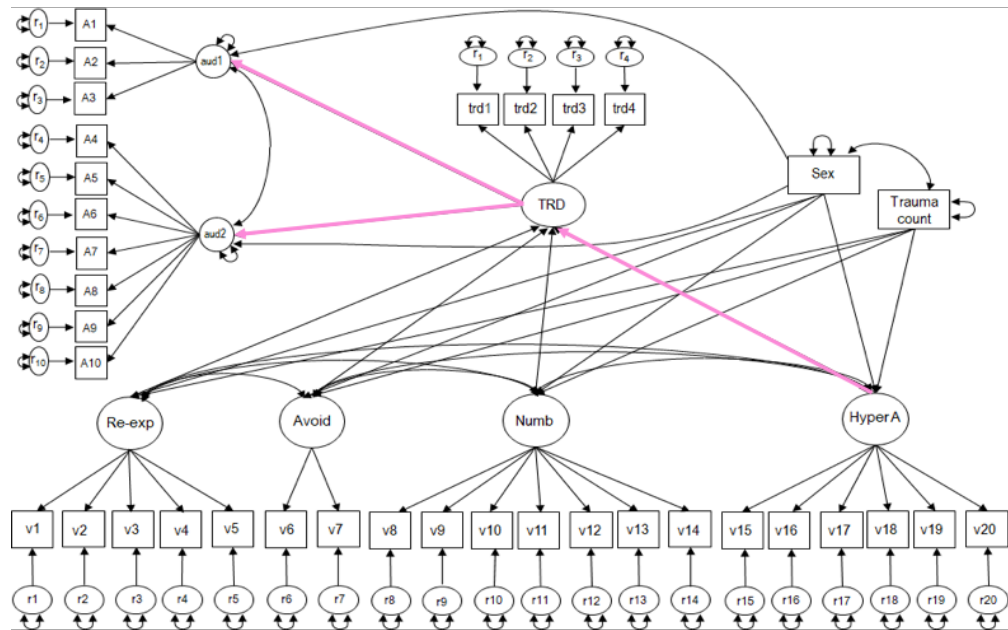 r1 A1
r2 A2
r3 A3
r4 A4
r5 A5
r6 A6
r7 A7
r8 A8
r9 A9
r10 A10
aud1
aud2
r1 r2 r3 r4
trd1 trd2 trd3 trd4
TRD
Sex
Trauma
count
Re-exp Avoid Numb HyperA
v1 v2 v3 v4 v5 v6 v7 v8 v9 v10 v11 v12 v13 v14 v15 v16 v17 v18 v19 v20
r1 r2 r3 r4 r5 r6 r7 r8 r9 r10 r11 r12 r13 r14 r15 r16 r17 r18 r19 r20